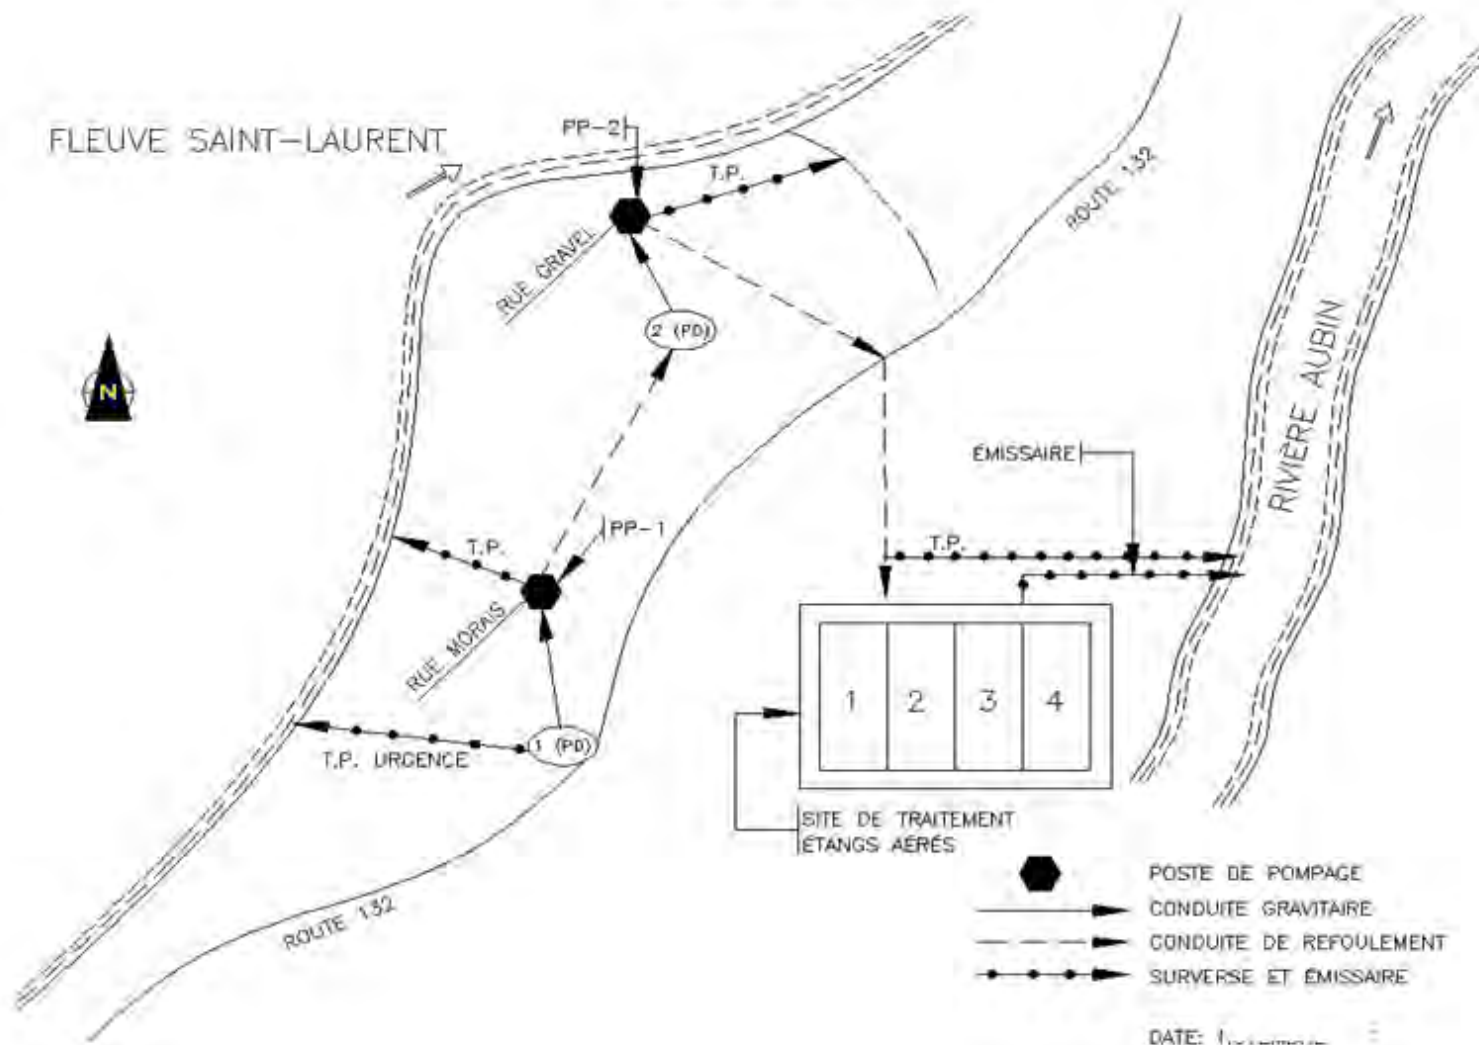 FLEUVE SAINT-LAURENT
PP-2
T.P.
ROUTE 132
RUE GRAVEL
2 (PD)
N
RIVIÈRE AUBIN
ÉMISSAIRE
PP-1
T.P.
T.P.
RUE MORAIS
1 2 3 4
1 (PD)
T.P. URGENCE
SITE DE TRAITEMENT
ÉTANGS AÉRÉS
POSTE DE POMPAGE
CONDUITE GRAVITAIRE
ROUTE 132
CONDUITE DE REFOULEMENT
SURVERSE ET ÉMISSAIRE
DATE: